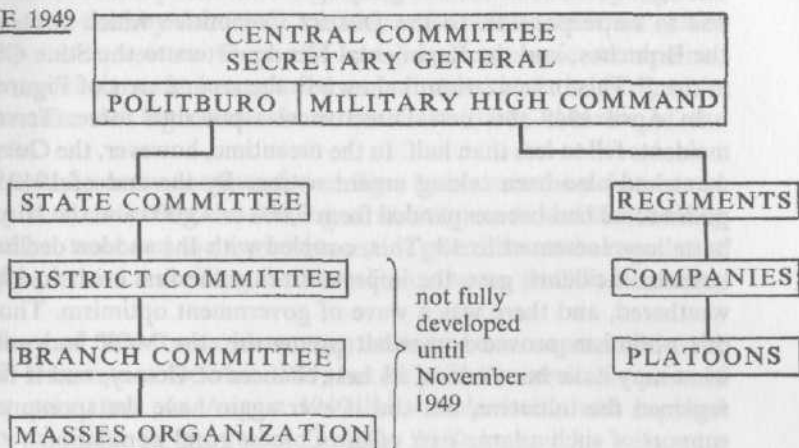 E 1949
CENTRAL COMMITTEE
SECRETARY GENERAL
POLITBURO
MILITARY HIGH COMMAND
STATE COMMITTEE
REGIMENTS
DISTRICT COMMITTEE
COMPANIES
BRANCH COMMITTEE
PLATOONS
MASSES ORGANIZATION
not fully
developed
until
November
1949